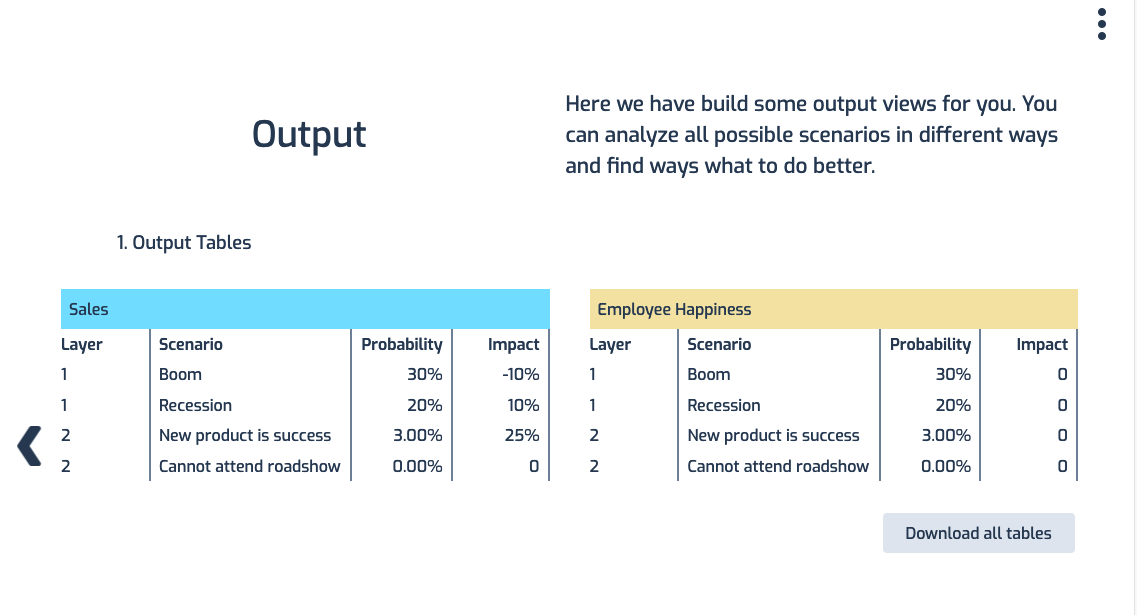 Output
Here we have build some output views for you. You
can analyze all possible scenarios in different ways
and find ways what to do better.
1. Output Tables
Sales
Layer Scenario Probability Impact
1 Boom 30% -10%
1 Recession 20% 10%
2 New product is success 3.00% 25%
2 Cannot attend roadshow 0.00% 0
Employee Happiness
Layer Scenario Probability Impact
1 Boom 30% 0
1 Recession 20% 0
2 New product is success 3.00% 0
2 Cannot attend roadshow 0.00% 0
Download all tables